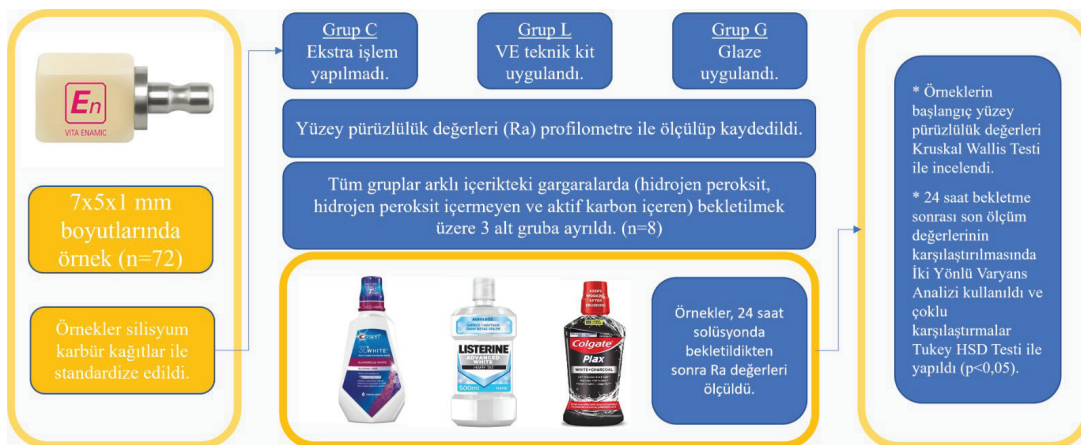 En
VITA ENAMIC
7x5x1 mm
boyutlarında
örnek (n=72)
Örnekler silisyum
karbür kağıtlar ile
standardize edildi.
Grup C
Ekstra işlem
yapılmadı.
Grup L
VE teknik kit
uygulandı.
Grup G
Glaze
uygulandı.
Yüzey pürüzlülük değerleri (Ra) profilometre ile ölçülüp kaydedildi.
Tüm gruplar arklı içerikteki gargaralarda (hidrojen peroksit,
hidrojen peroksit içermeyen ve aktif karbon içeren) bekletilmek
üzere 3 alt gruba ayrıldı. (n=8)
CREST
3D WHITE
LISTERINE
ADVANCED
WHITE
500ml
Colgate
Plax
WHITE+CHARCOAL
Örnekler, 24 saat
solüsyonda
bekletildikten
sonra Ra değerleri
ölçüldü.
* Örneklerin
başlangıç yüzey
pürüzlülük değerleri
Kruskal Wallis Testi
ile incelendi.
* 24 saat bekletme
sonrası son ölçüm
değerlerinin
karşılaştırılmasında
İki Yönlü Varyans
Analizi kullanıldı ve
çoklu
karşılaştırmalar
Tukey HSD Testi ile
yapıldı (p<0,05).